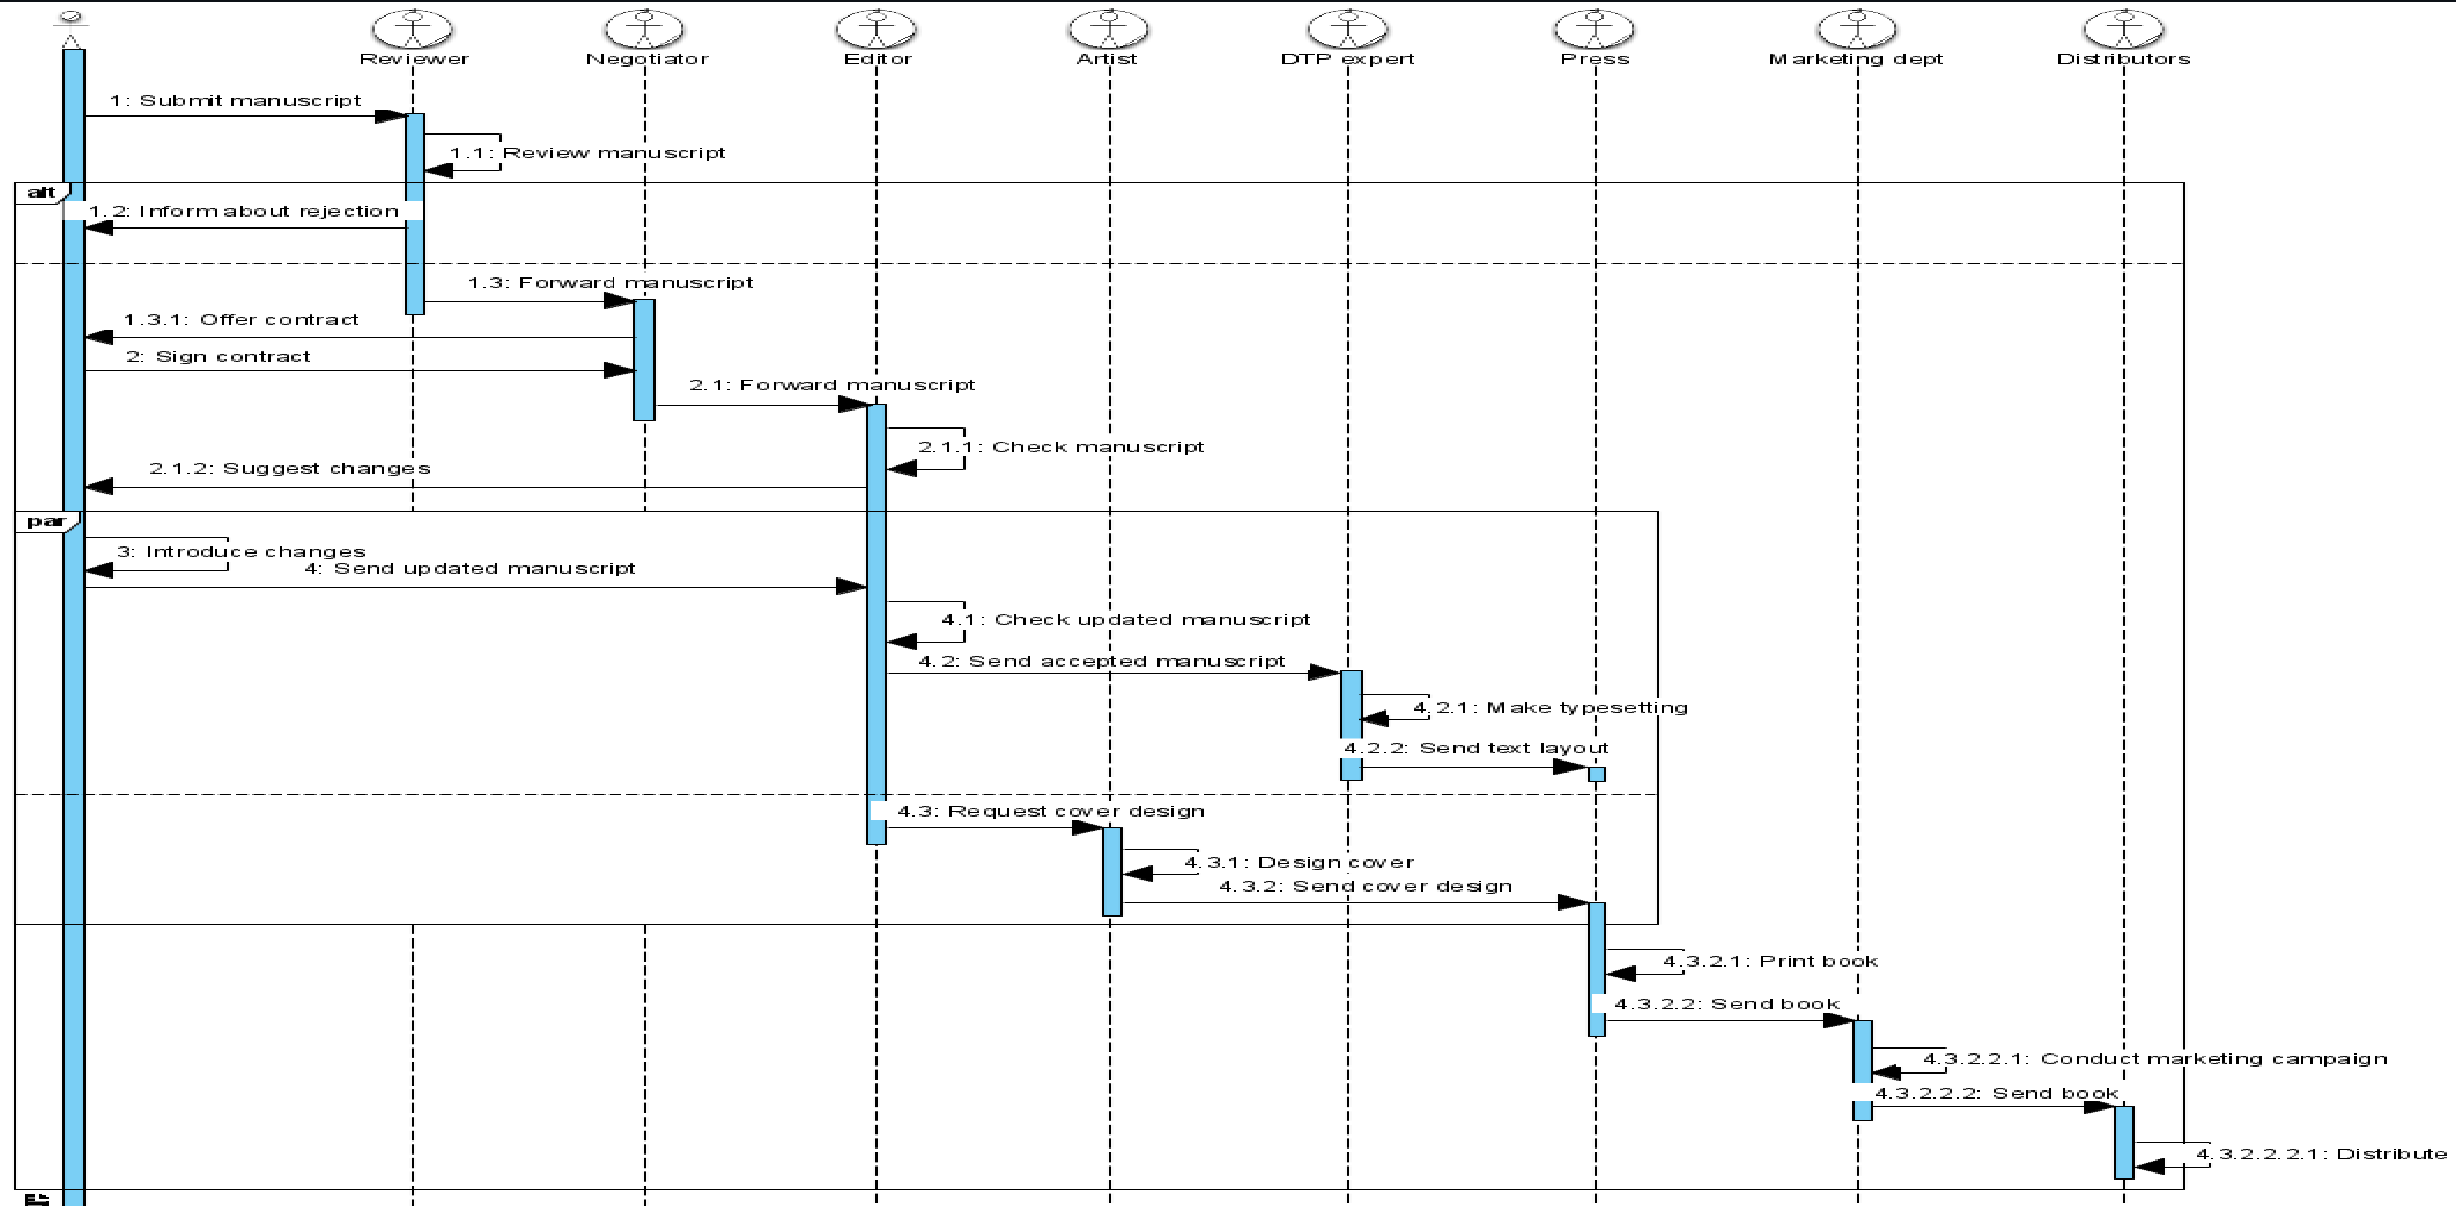 Reviewer Negotiator Editor Artist DTP expert Press Marketing dept Distributors
1: Submit manuscript
1.1: Review manuscript
alt
1.2: Inform about rejection
1.3: Forward manuscript
1.3.1: Offer contract
2: Sign contract
2.1: Forward manuscript
2.1.1: Check manuscript
2.1.2: Suggest changes
par
3: Introduce changes
4: Send updated manuscript
4.1: Check updated manuscript
4.2: Send accepted manuscript
4.2.1: Make typesetting
4.2.2: Send text layout
4.3: Request cover design
4.3.1: Design cover
4.3.2: Send cover design
4.3.2.1: Print book
4.3.2.2: Send book
4.3.2.2.1: Conduct marketing campaign
4.3.2.2.2: Send book
4.3.2.2.2.1: Distribute